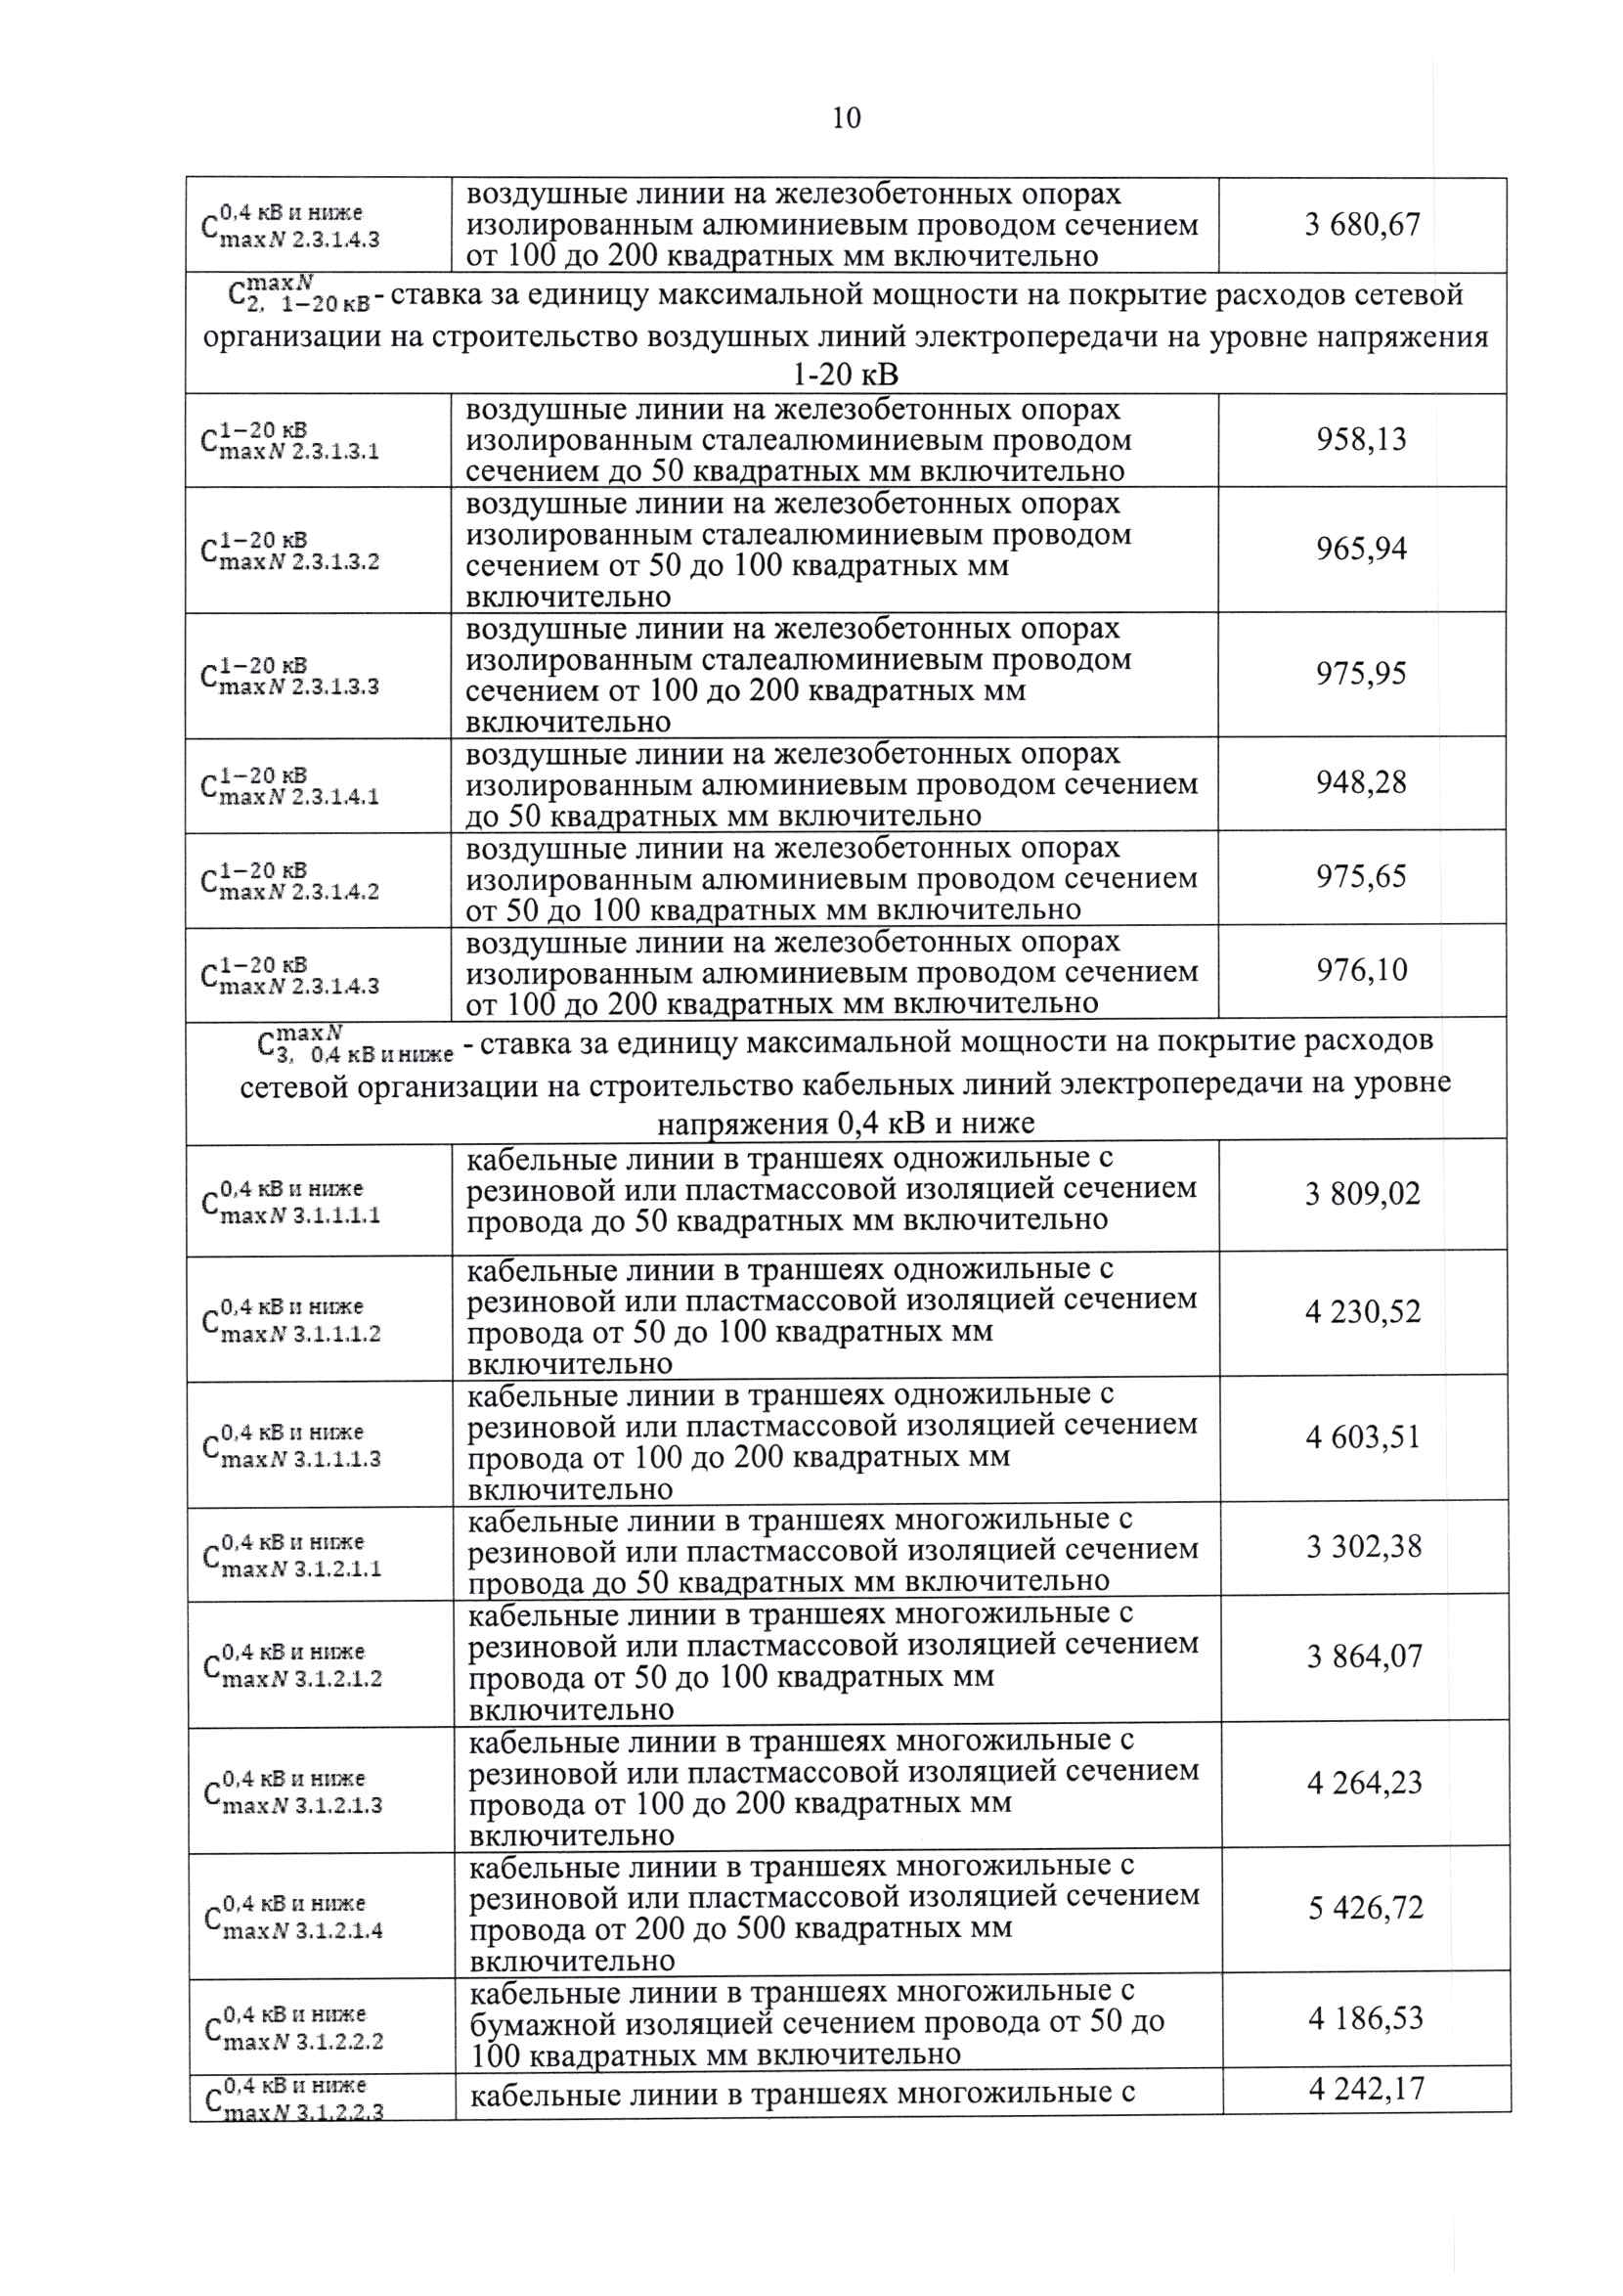 10
C 0,4 кВ и ниже maxN 2.3.1.4.3
воздушные линии на железобетонных опорах
изолированным алюминиевым проводом сечением
от 100 до 200 квадратных мм включительно
3 680,67
C maxN 2, 1–20 кВ - ставка за единицу максимальной мощности на покрытие расходов сетевой
организации на строительство воздушных линий электропередачи на уровне напряжения
1-20 кВ
C 1–20 кВ maxN 2.3.1.3.1
воздушные линии на железобетонных опорах
изолированным сталеалюминиевым проводом
сечением до 50 квадратных мм включительно
958,13
C 1–20 кВ maxN 2.3.1.3.2
воздушные линии на железобетонных опорах
изолированным сталеалюминиевым проводом
сечением от 50 до 100 квадратных мм
включительно
965,94
C 1–20 кВ maxN 2.3.1.3.3
воздушные линии на железобетонных опорах
изолированным сталеалюминиевым проводом
сечением от 100 до 200 квадратных мм
включительно
975,95
C 1–20 кВ maxN 2.3.1.4.1
воздушные линии на железобетонных опорах
изолированным алюминиевым проводом сечением
до 50 квадратных мм включительно
948,28
C 1–20 кВ maxN 2.3.1.4.2
воздушные линии на железобетонных опорах
изолированным алюминиевым проводом сечением
от 50 до 100 квадратных мм включительно
975,65
C 1–20 кВ maxN 2.3.1.4.3
воздушные линии на железобетонных опорах
изолированным алюминиевым проводом сечением
от 100 до 200 квадратных мм включительно
976,10
C maxN 3, 0,4 кВ и ниже - ставка за единицу максимальной мощности на покрытие расходов
сетевой организации на строительство кабельных линий электропередачи на уровне
напряжения 0,4 кВ и ниже
C 0,4 кВ и ниже maxN 3.1.1.1.1
кабельные линии в траншеях одножильные с
резиновой или пластмассовой изоляцией сечением
провода до 50 квадратных мм включительно
3 809,02
C 0,4 кВ и ниже maxN 3.1.1.1.2
кабельные линии в траншеях одножильные с
резиновой или пластмассовой изоляцией сечением
провода от 50 до 100 квадратных мм
включительно
4 230,52
C 0,4 кВ и ниже maxN 3.1.1.1.3
кабельные линии в траншеях одножильные с
резиновой или пластмассовой изоляцией сечением
провода от 100 до 200 квадратных мм
включительно
4 603,51
C 0,4 кВ и ниже maxN 3.1.2.1.1
кабельные линии в траншеях многожильные с
резиновой или пластмассовой изоляцией сечением
провода до 50 квадратных мм включительно
3 302,38
C 0,4 кВ и ниже maxN 3.1.2.1.2
кабельные линии в траншеях многожильные с
резиновой или пластмассовой изоляцией сечением
провода от 50 до 100 квадратных мм
включительно
3 864,07
C 0,4 кВ и ниже maxN 3.1.2.1.3
кабельные линии в траншеях многожильные с
резиновой или пластмассовой изоляцией сечением
провода от 100 до 200 квадратных мм
включительно
4 264,23
C 0,4 кВ и ниже maxN 3.1.2.1.4
кабельные линии в траншеях многожильные с
резиновой или пластмассовой изоляцией сечением
провода от 200 до 500 квадратных мм
включительно
5 426,72
C 0,4 кВ и ниже maxN 3.1.2.2.2
кабельные линии в траншеях многожильные с
бумажной изоляцией сечением провода от 50 до
100 квадратных мм включительно
4 186,53
C 0,4 кВ и ниже maxN 3.1.2.2.3
кабельные линии в траншеях многожильные с
4 242,17